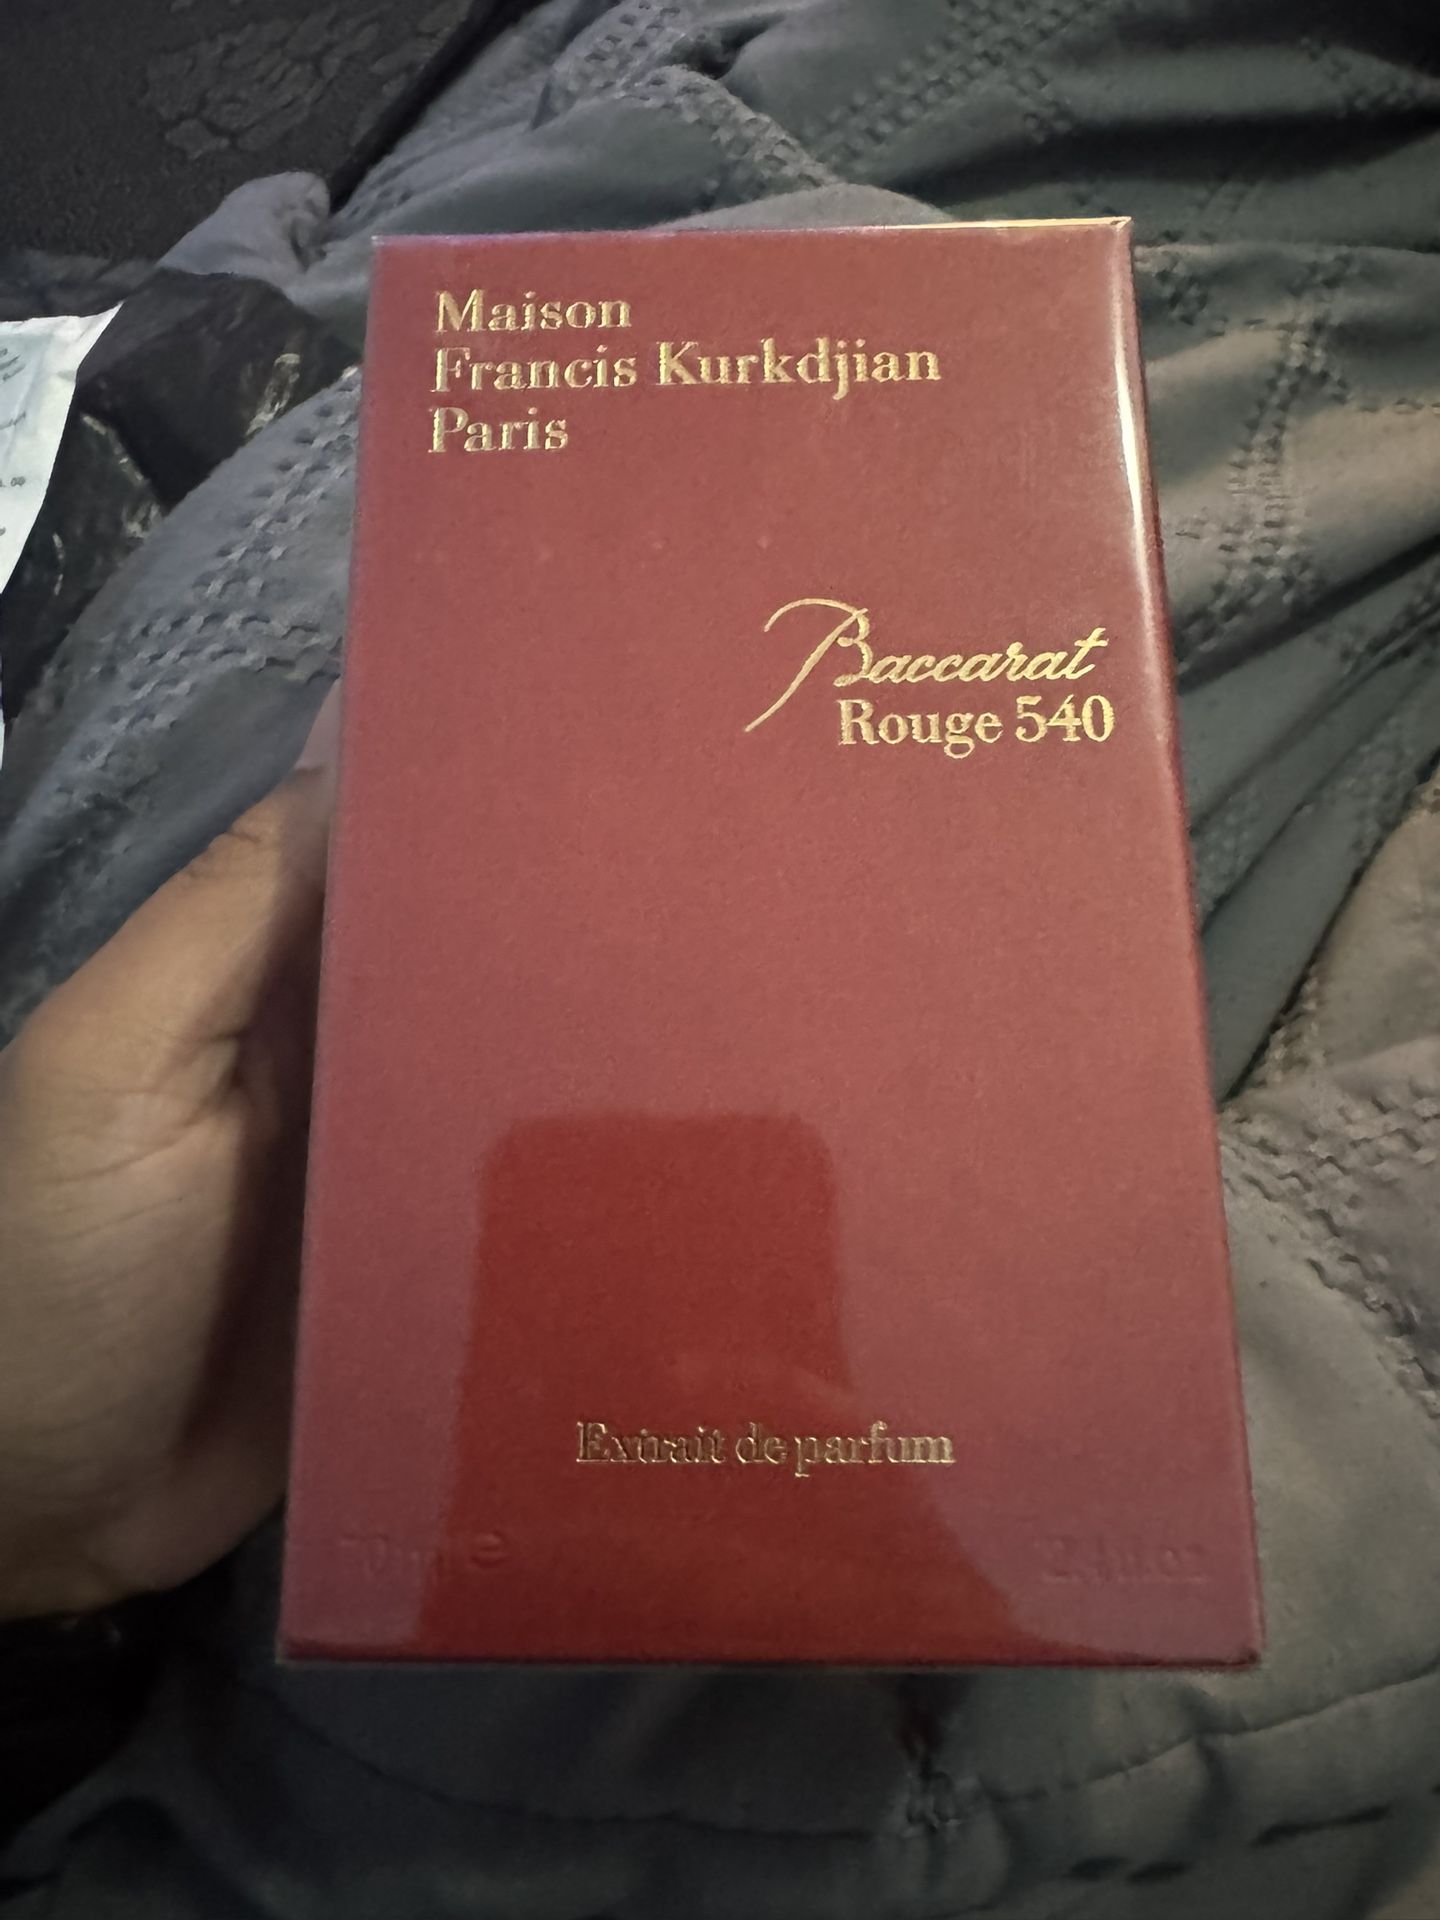 Maison
Francis Kurkdjian
Paris
Baccarat
Rouge 540
Extrait de parfum